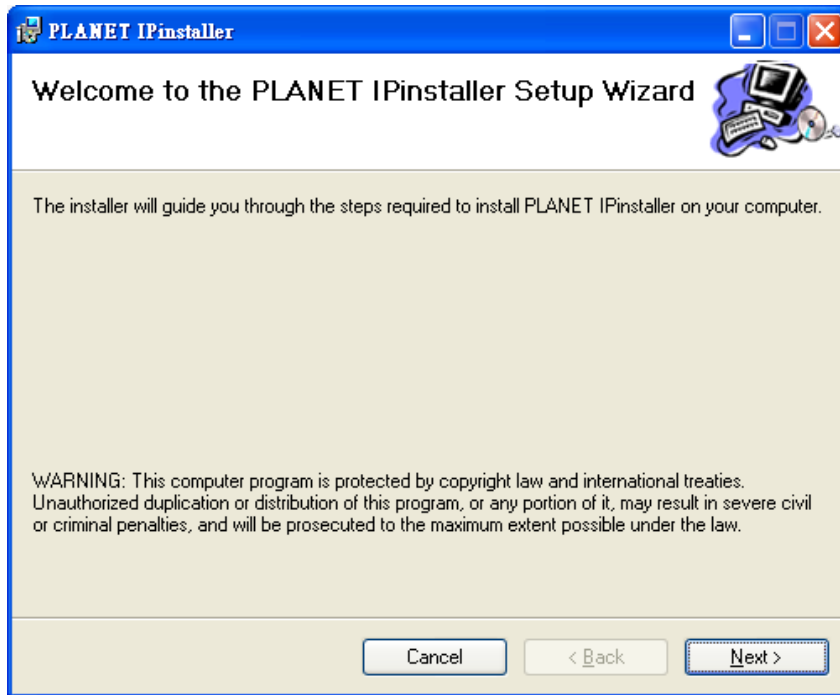 PLANET IPinstaller
Welcome to the PLANET IPinstaller Setup Wizard
The installer will guide you through the steps required to install PLANET IPinstaller on your computer.
WARNING: This computer program is protected by copyright law and international treaties.
Unauthorized duplication or distribution of this program, or any portion of it, may result in severe civil
or criminal penalties, and will be prosecuted to the maximum extent possible under the law.
Cancel
< Back
Next >